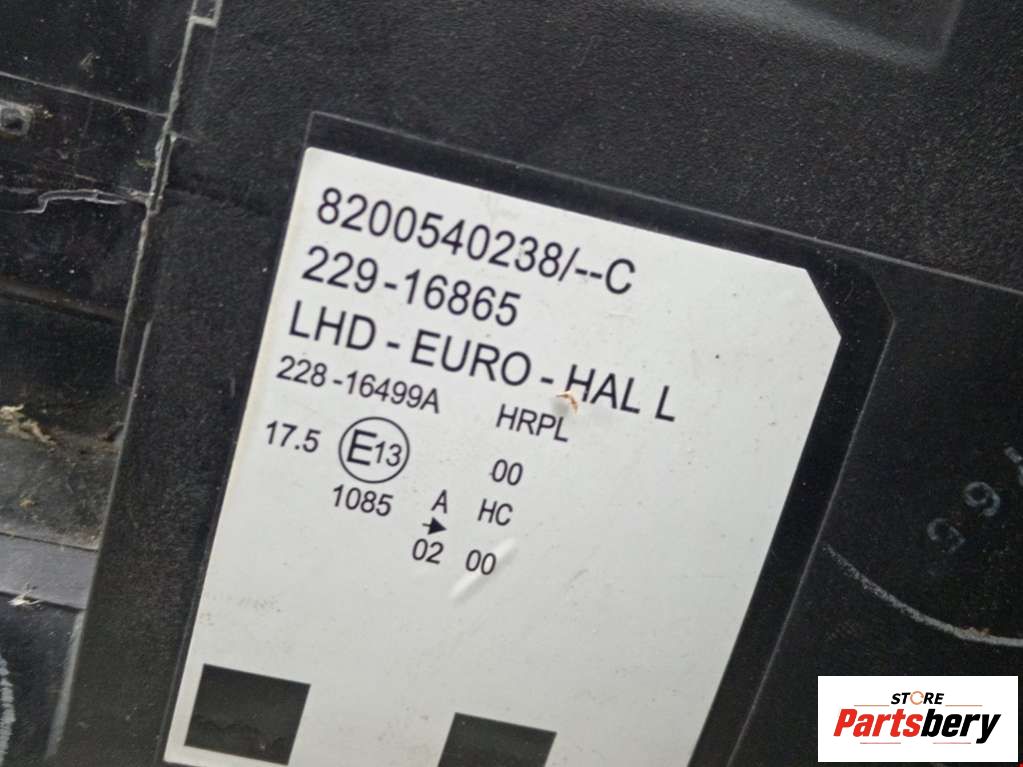 8200540238/--C
229-16865
LHD - EURO - HAL L
228-16499A HRPL
17.5 E13 00
1085 A HC
02 00
STORE
Partsbery